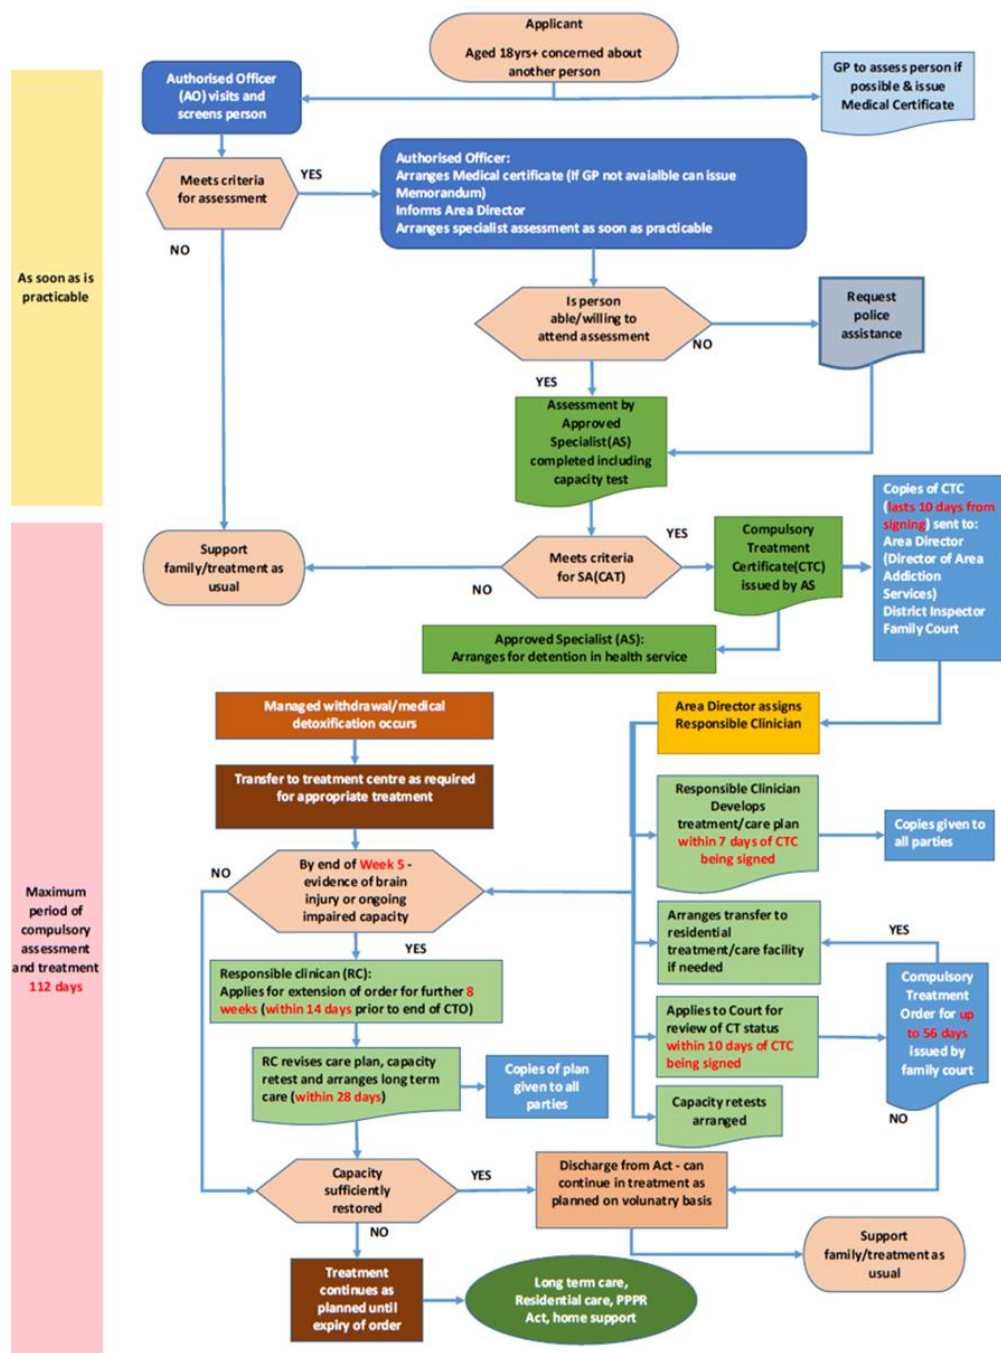 Applicant
Aged 18yrs+ concerned about
another person
Authorised Officer
(AO) visits and
screens person
GP to assess person if
possible & issue
Medical Certificate
Meets criteria
for assessment
YES
Authorised Officer:
Arranges Medical certificate (If GP not avaialble can issue
Memorandum)
Informs Area Director
Arranges specialist assessment as soon as practicable
NO
As soon as is
practicable
Is person
able/willing to
attend assessment
NO
Request
police
assistance
YES
Assessment by
Approved
Specialist(AS)
completed including
capacity test
Copies of CTC
(lasts 10 days from
signing) sent to:
Area Director
(Director of Area
Addiction
Services)
District Inspector
Family Court
Support
family/treatment as
usual
NO
Meets criteria
for SA(CAT)
YES
Compulsory
Treatment
Certificate(CTC)
issued by AS
Approved Specialist (AS):
Arranges for detention in health service
Maximum
period of
compulsory
assessment
and treatment
112 days
Managed withdrawal/medical
detoxification occurs
Area Director assigns
Responsible Clinician
Transfer to treatment centre as required
for appropriate treatment
Responsible Clinician
Develops
treatment/care plan
within 7 days of CTC
being signed
Copies given to
all parties
NO
By end of Week 5 -
evidence of brain
injury or ongoing
impaired capacity
YES
Arranges transfer to
residential
treatment/care facility
if needed
YES
Responsible clinican (RC):
Applies for extension of order for further 8
weeks (within 14 days prior to end of CTO)
Applies to Court for
review of CT status
within 10 days of CTC
being signed
Compulsory
Treatment
Order for up
to 56 days
issued by
family court
NO
RC revises care plan, capacity
retest and arranges long term
care (within 28 days)
Copies of plan
given to all
parties
Capacity retests
arranged
Capacity
sufficiently
restored
YES
Discharge from Act - can
continue in treatment as
planned on volunatry basis
NO
Support
family/treatment as
usual
Treatment
continues as
planned until
expiry of order
Long term care,
Residential care, PPPR
Act, home support